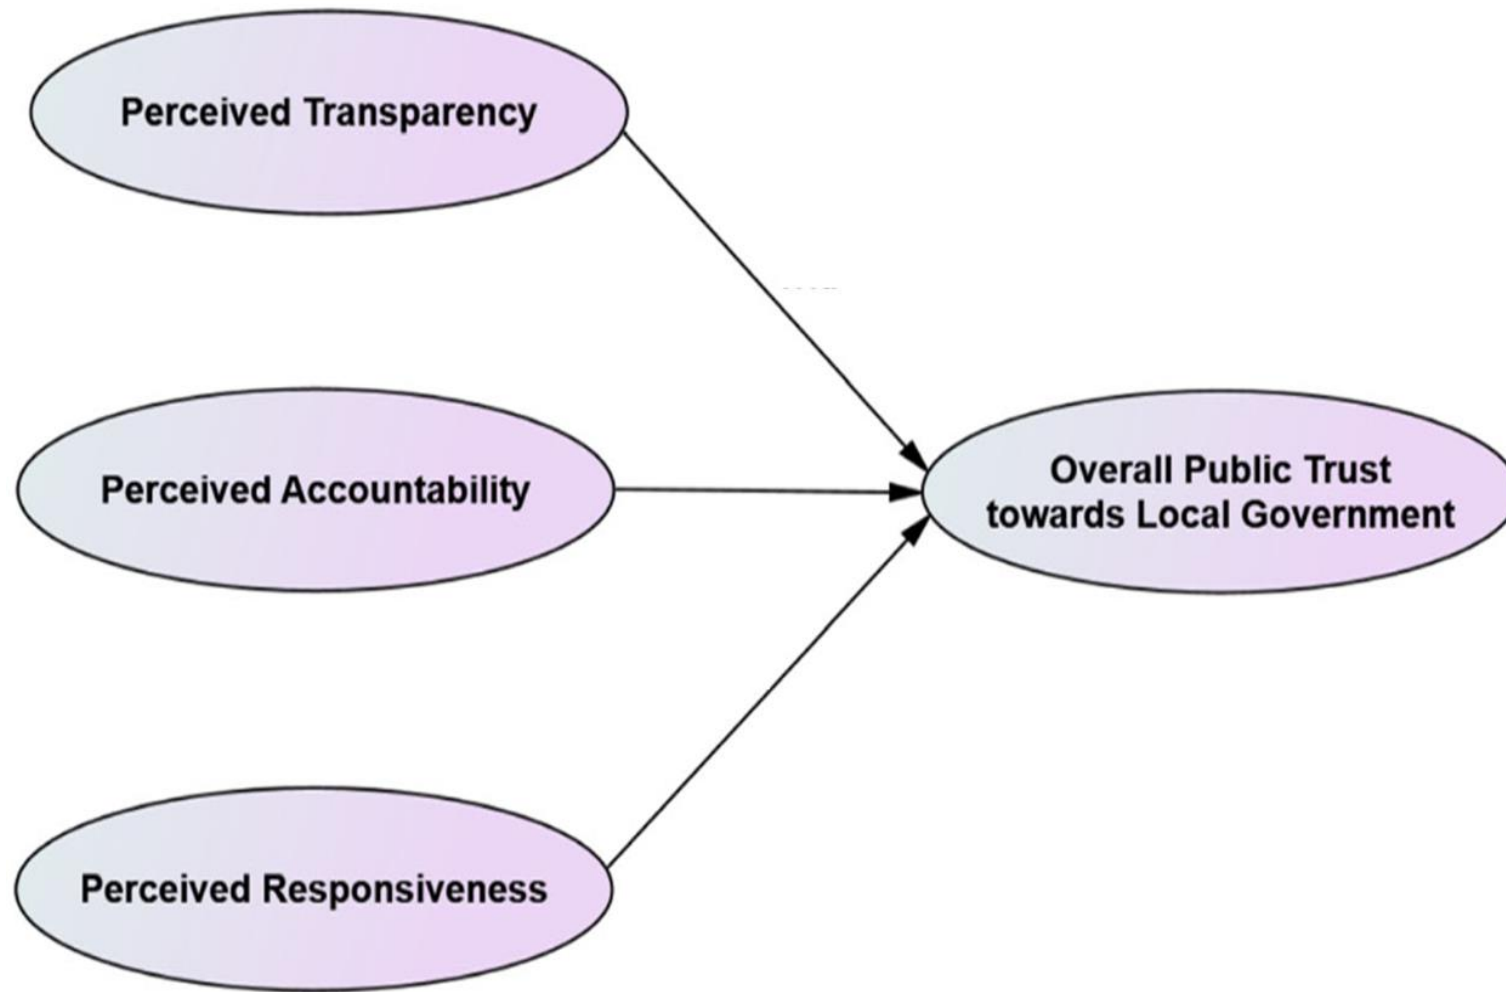 Perceived Transparency
Perceived Accountability
Overall Public Trust
towards Local Government
Perceived Responsiveness